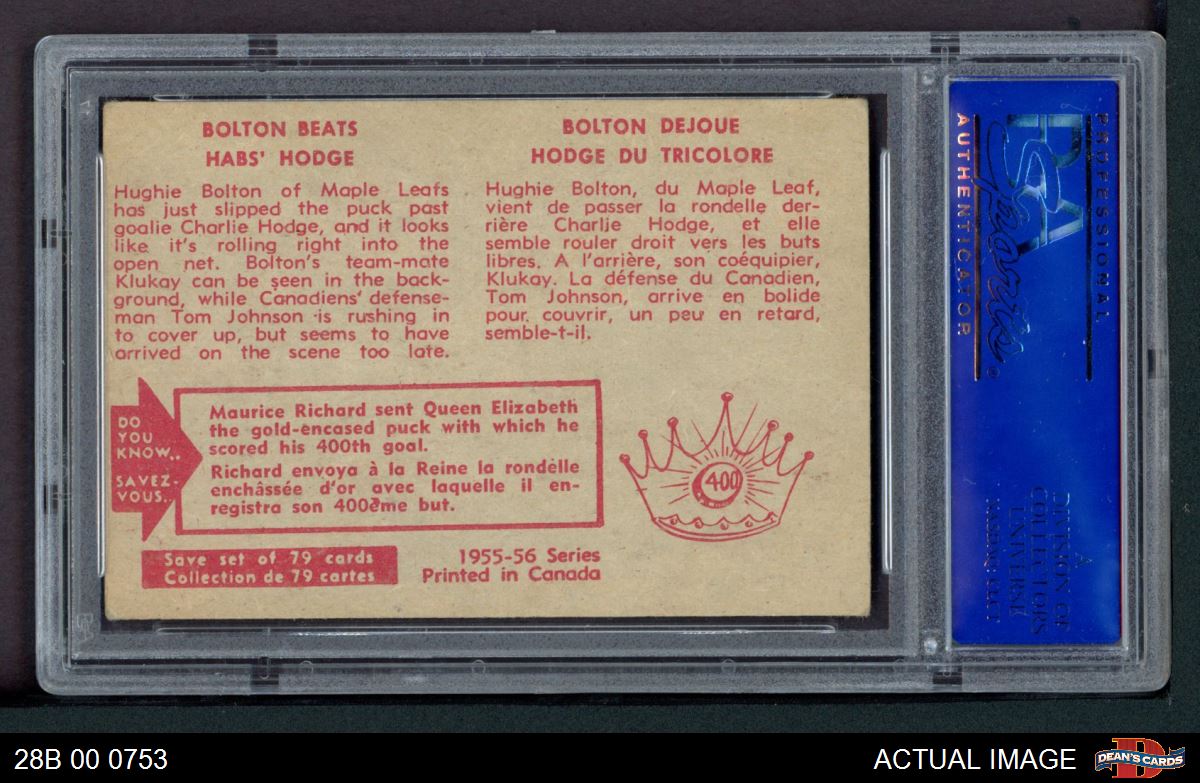 BOLTON BEATS
HABS' HODGE
Hughie Bolton of Maple Leafs
has just slipped the puck past
goalie Charlie Hodge, and it looks
like it's rolling right into the
open net. Bolton's team-mate
Klukay can be seen in the back-
ground, while Canadiens' defense-
man Tom Johnson is rushing in
to cover up, but seems to have
arrived on the scene too late.
BOLTON DEJOUE
HODGE DU TRICOLORE
Hughie Bolton, du Maple Leaf,
vient de passer la rondelle der-
rière Charlie Hodge, et elle
semble rouler droit vers les buts
libres. A l'arrière, son coéquipier,
Klukay. La défense du Canadien,
Tom Johnson, arrive en bolide
pour couvrir, un peu en retard,
semble-t-il.
DO
YOU
KNOW..
SAVEZ-
VOUS..
Maurice Richard sent Queen Elizabeth
the gold-encased puck with which he
scored his 400th goal.
Richard envoya à la Reine la rondelle
enchâssée d'or avec laquelle il en-
registra son 400ème but.
400
Save set of 79 cards
Collection de 79 cartes
1955-56 Series
Printed in Canada
PROFESSIONAL
PSA
Sports
®
AUTHENTICATOR
A
DIVISION OF
COLLECTORS
UNIVERSE
NASDAQ: CLCT
28B 00 0753
ACTUAL IMAGE
D
DEAN'S CARDS